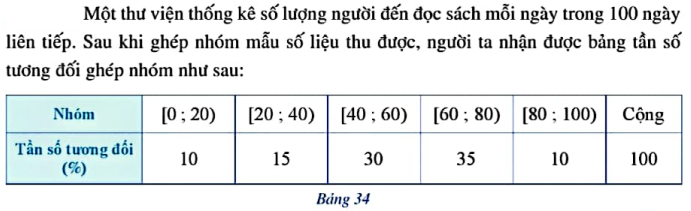 Một thư viện thống kê số lượng người đến đọc sách mỗi ngày trong 100 ngày
liên tiếp. Sau khi ghép nhóm mẫu số liệu thu được, người ta nhận được bảng tần số
tương đối ghép nhóm như sau:
Nhóm [0 ; 20) [20 ; 40) [40 ; 60) [60 ; 80) [80 ; 100) Cộng
Tần số tương đối
(%) 10 15 30 35 10 100
Bảng 34